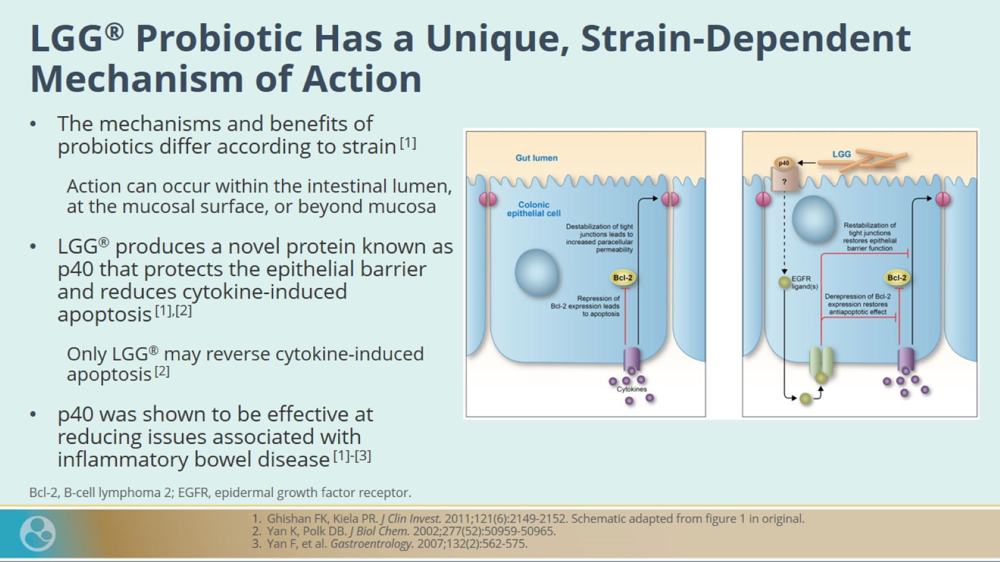 LGG® Probiotic Has a Unique, Strain-Dependent
Mechanism of Action
• The mechanisms and benefits of
probiotics differ according to strain [1]
Action can occur within the intestinal lumen,
at the mucosal surface, or beyond mucosa
• LGG® produces a novel protein known as
p40 that protects the epithelial barrier
and reduces cytokine-induced
apoptosis [1],[2]
Only LGG® may reverse cytokine-induced
apoptosis [2]
• p40 was shown to be effective at
reducing issues associated with
inflammatory bowel disease [1]-[3]
Gut lumen
Colonic
epithelial cell
Destabilization of tight
junctions leads to
increased paracellular
permeability
Bcl-2
Repression of
Bcl-2 expression leads
to apoptosis
Cytokines
LGG
p40
?
Restabilization of
tight junctions
restores epithelial
barrier function
EGFR
ligand(s)
Bcl-2
Derepression of Bcl-2
expression restores
antiapoptotic effect
Bcl-2, B-cell lymphoma 2; EGFR, epidermal growth factor receptor.
1. Ghishan FK, Kiela PR. J Clin Invest. 2011;121(6):2149-2152. Schematic adapted from figure 1 in original.
2. Yan K, Polk DB. J Biol Chem. 2002;277(52):50959-50965.
3. Yan F, et al. Gastroentrology. 2007;132(2):562-575.